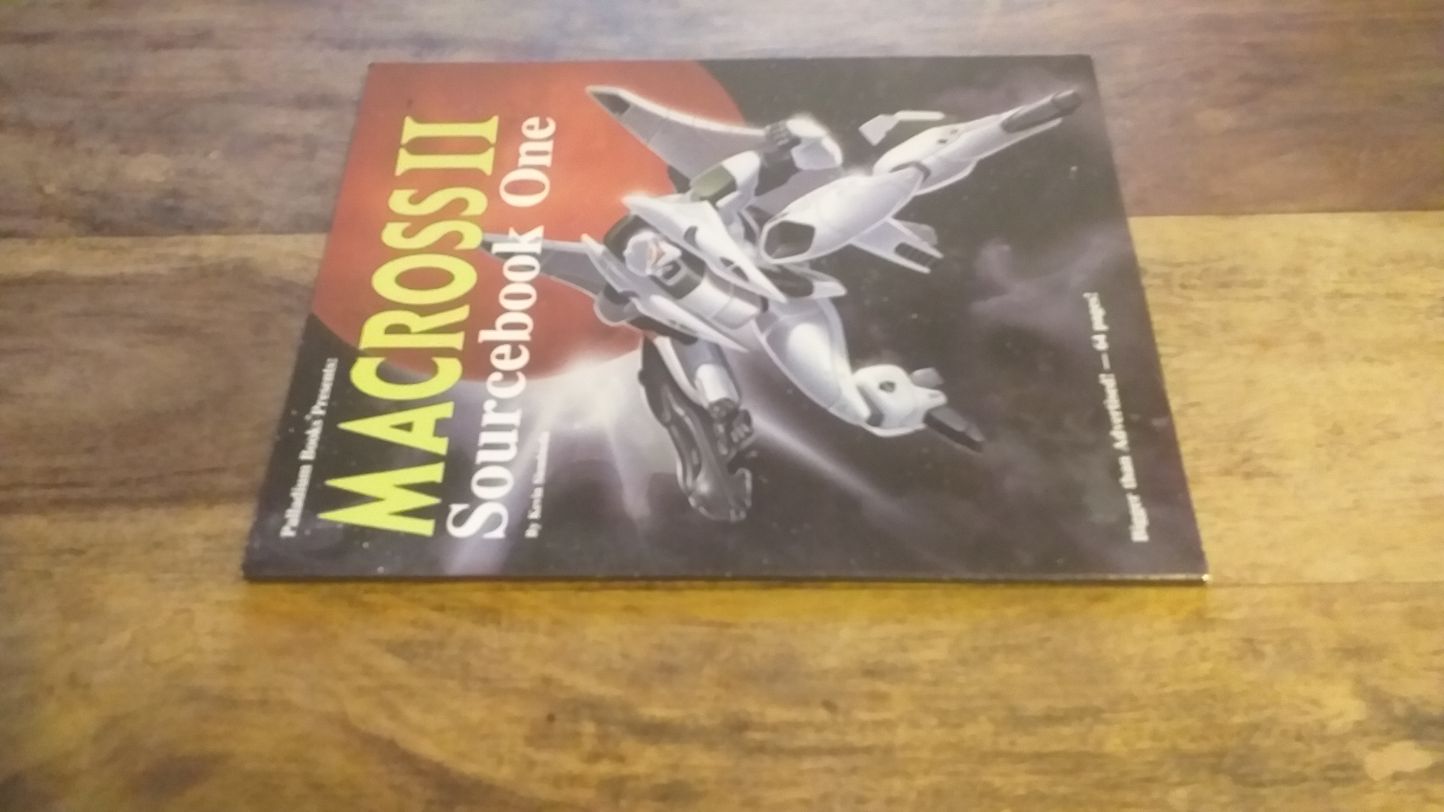 Palladium Books® Presents:
MACROSS II
Sourcebook One
By Kevin Siembieda
Bigger than Advertised! — 64 pages!